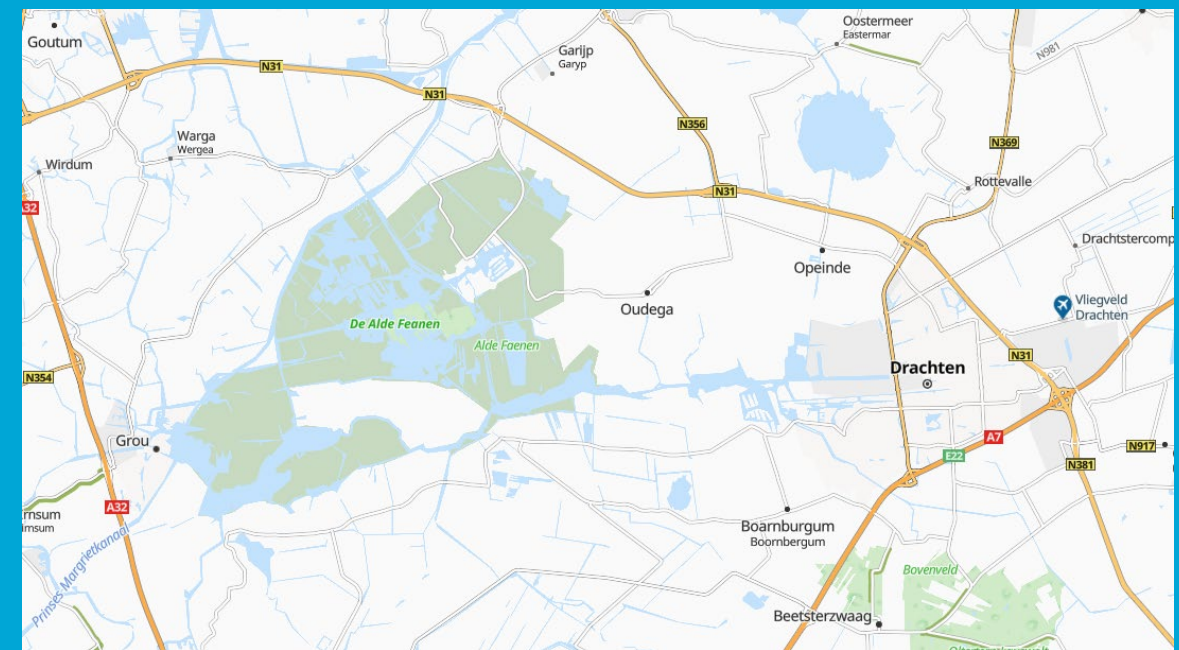 Goutum
Oostermeer
Eastermar
N981
Garijp
Garyp
N31
N31
N356
Warga
Wergea
N369
Wirdum
Rottevalle
N31
32
Drachtstercomp
Opeinde
Oudega
Vliegveld
Drachten
De Alde Feanen
Alde Faenen
N31
Drachten
N354
Grou
A7
N917
E22
N381
A32
rnsum
Imsum
Boarnburgum
Boornbergum
Prinses Margrietkanaal
Bovenveld
Beetsterzwaag